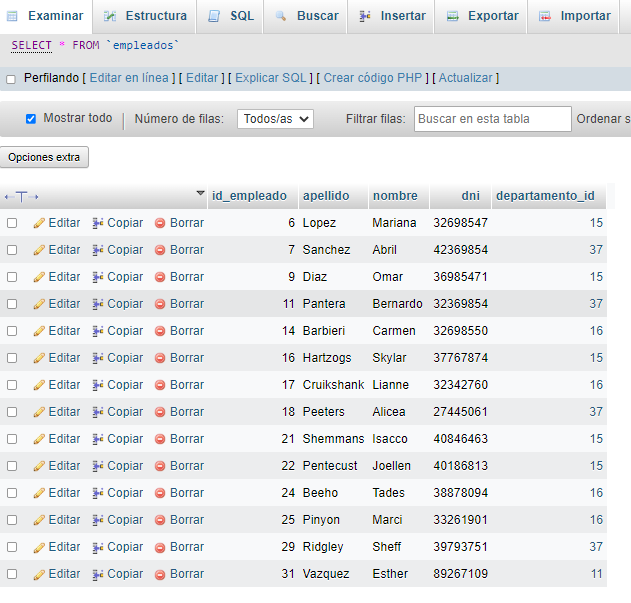 Examinar Estructura SQL Buscar Insertar Exportar Importar
SELECT * FROM `empleados`
Perfilando [ Editar en línea ] [ Editar ] [ Explicar SQL ] [ Crear código PHP ] [ Actualizar ]
Mostrar todo | Número de filas: Todos/as Filtrar filas: Buscar en esta tabla Ordenar s
Opciones extra
←T→ id_empleado apellido nombre dni departamento_id
Editar Copiar Borrar 6 Lopez Mariana 32698547 15
Editar Copiar Borrar 7 Sanchez Abril 42369854 37
Editar Copiar Borrar 9 Diaz Omar 36985471 15
Editar Copiar Borrar 11 Pantera Bernardo 32369854 37
Editar Copiar Borrar 14 Barbieri Carmen 32698550 16
Editar Copiar Borrar 16 Hartzogs Skylar 37767874 15
Editar Copiar Borrar 17 Cruikshank Lianne 32342760 16
Editar Copiar Borrar 18 Peeters Alicea 27445061 37
Editar Copiar Borrar 21 Shemmans Isacco 40846463 15
Editar Copiar Borrar 22 Pentecust Joellen 40186813 15
Editar Copiar Borrar 24 Beeho Tades 38878094 16
Editar Copiar Borrar 25 Pinyon Marci 33261901 16
Editar Copiar Borrar 29 Ridgley Sheff 39793751 37
Editar Copiar Borrar 31 Vazquez Esther 89267109 11